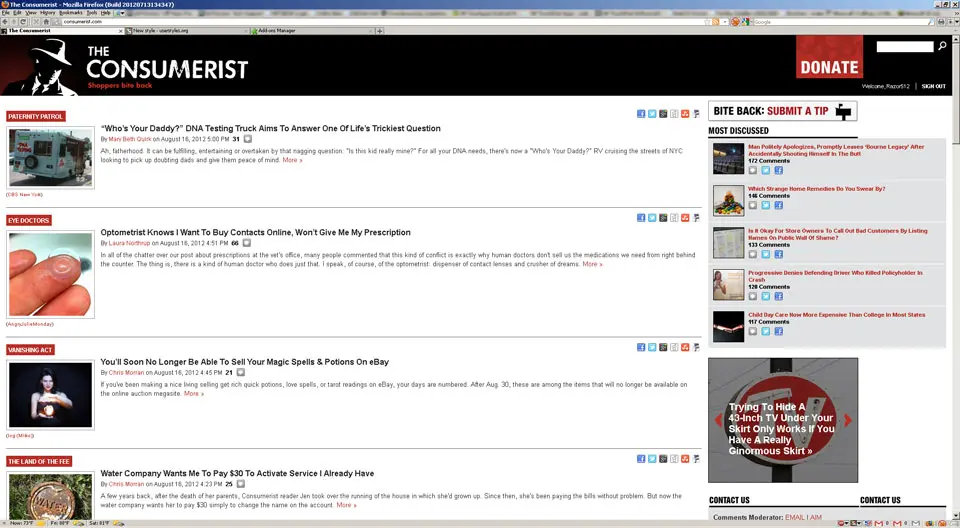 The Consumerist - Mozilla Firefox (Build 20120713134347)
File Edit View History Bookmarks Tools Help
consumerist.com
Google
The Consumerist
New style - userstyles.org
Add-ons Manager
THE
CONSUMERIST
Shoppers bite back
DONATE
Welcome, Razor512 | SIGN OUT
PATERNITY PATROL
“Who's Your Daddy?” DNA Testing Truck Aims To Answer One Of Life's Trickiest Question
By Mary Beth Quirk on August 16, 2012 5:00 PM 31
Ah, fatherhood. It can be fulfilling, entertaining or overtaken by that nagging question: "Is this kid really mine?" For all your DNA needs, there's now a "Who's Your Daddy?" RV cruising the streets of NYC
looking to pick up doubting dads and give them peace of mind. More »
(CBS New York)
EYE DOCTORS
Optometrist Knows I Want To Buy Contacts Online, Won't Give Me My Prescription
By Laura Northrup on August 16, 2012 4:51 PM 66
In all of the chatter over our post about prescriptions at the vet's office, many people commented that this kind of conflict is exactly why human doctors don't sell us the medications we need from right behind
the counter. The thing is, there is a kind of human doctor who does just that. I speak, of course, of the optometrist: dispenser of contact lenses and crusher of dreams. More »
(AngryJulieMonday)
VANISHING ACT
You'll Soon No Longer Be Able To Sell Your Magic Spells & Potions On eBay
By Chris Morran on August 16, 2012 4:45 PM 21
If you've been making a nice living selling get rich quick potions, love spells, or tarot readings on eBay, your days are numbered. After Aug. 30, these are among the items that will no longer be available on
the online auction megasite. More »
THE LAND OF THE FEE
Water Company Wants Me To Pay $30 To Activate Service I Already Have
By Chris Morran on August 16, 2012 4:23 PM 25
A few years back, after the death of her parents, Consumerist reader Jen took over the running of the house in which she'd grown up. Since then, she's been paying the bills without problem. But now the
water company wants her to pay $30 simply to change the name on the account. More »
WATER
BITE BACK: SUBMIT A TIP
MOST DISCUSSED
Man Politely Apologizes, Promptly Leaves 'Bourne Legacy' After
Accidentally Shooting Himself In The Butt
172 Comments
Which Strange Home Remedies Do You Swear By?
146 Comments
Is It Okay For Store Owners To Call Out Bad Customers By Listing
Names On Public Wall Of Shame?
133 Comments
Progressive Denies Defending Driver Who Killed Policyholder In
Crash
128 Comments
Child Day Care Now More Expensive Than College In Most States
117 Comments
TV
Trying To Hide A
43-Inch TV Under Your
Skirt Only Works If You
Have A Really
Ginormous Skirt »
CONTACT US
CONTACT US
Comments Moderator: EMAIL | AIM
Now: 73°F Fri: 88°F Sat: 81°F